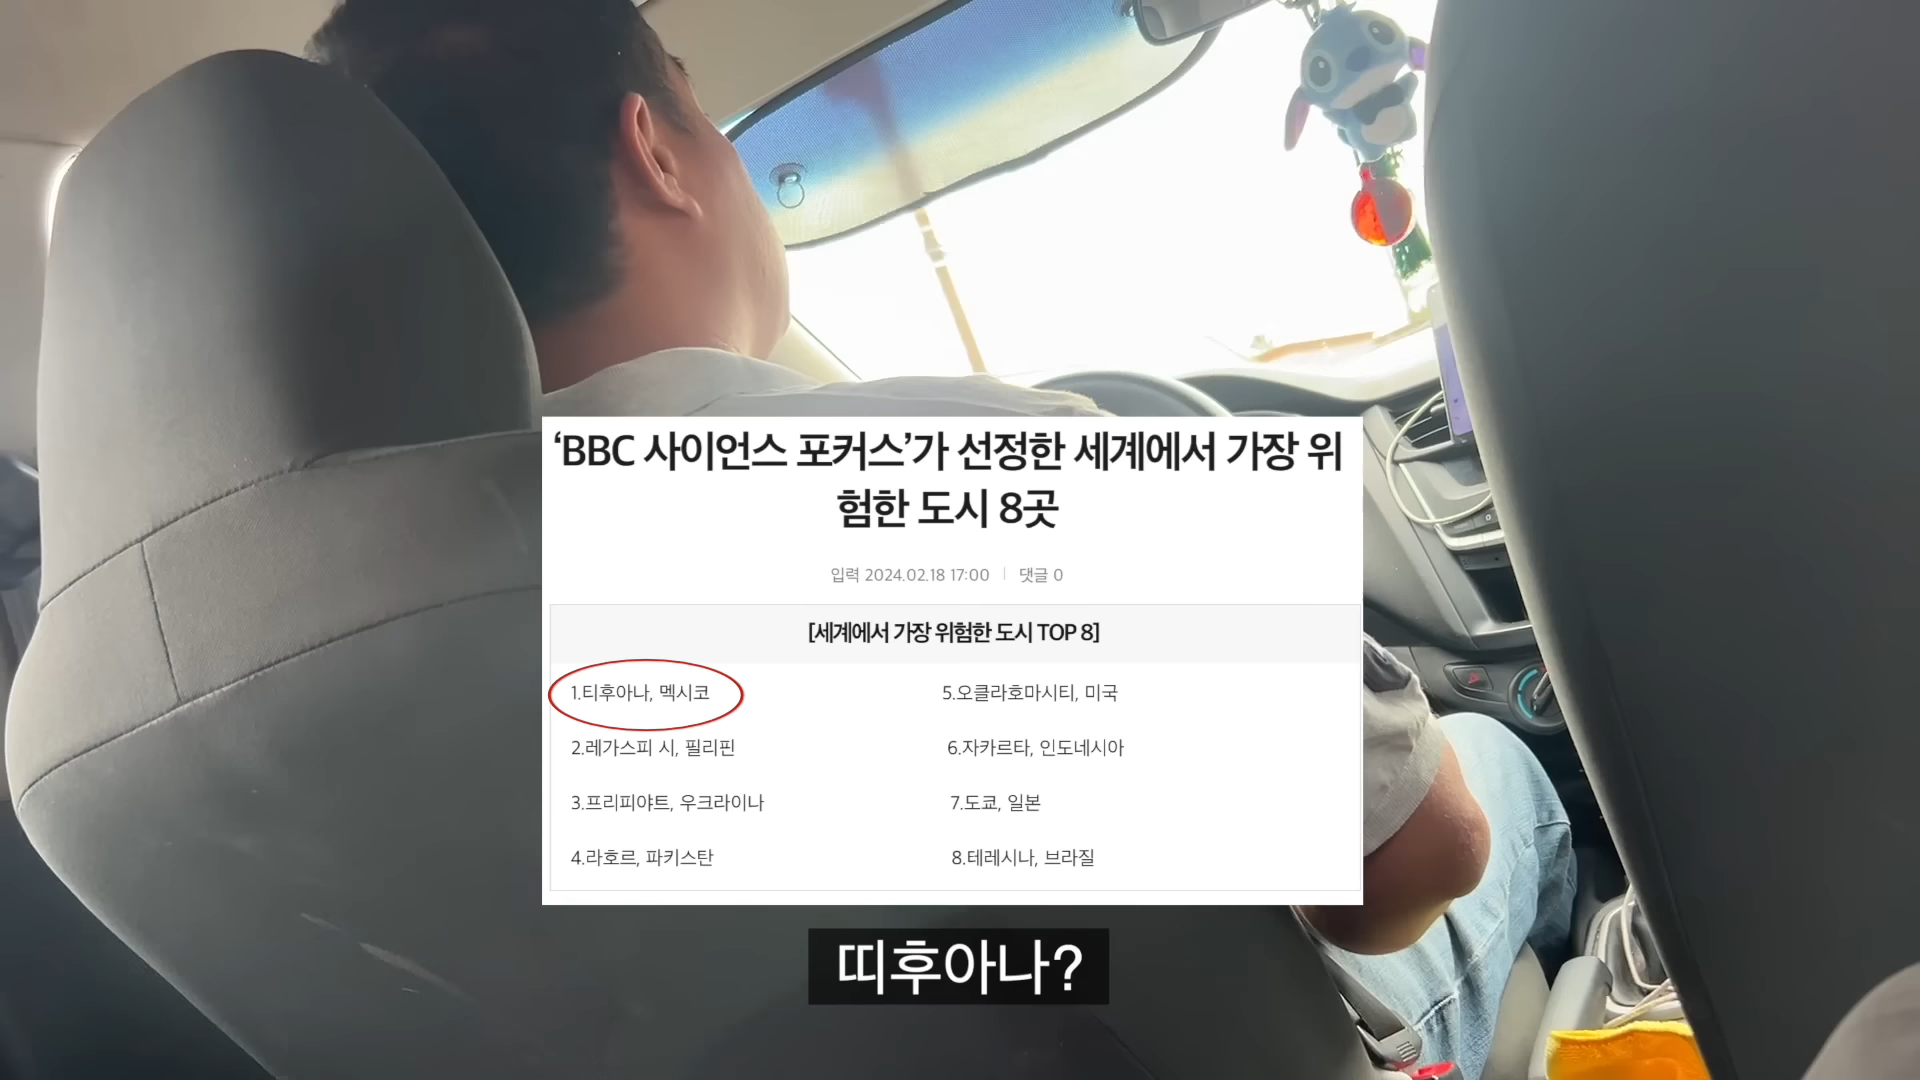 ‘BBC 사이언스 포커스’가 선정한 세계에서 가장 위
험한 도시 8곳
입력 2024.02.18 17:00 | 댓글 0
[세계에서 가장 위험한 도시 TOP 8]
1.티후아나, 멕시코
5.오클라호마시티, 미국
2.레가스피 시, 필리핀
6.자카르타, 인도네시아
3.프리피야트, 우크라이나
7.도쿄, 일본
4.라호르, 파키스탄
8.테레시나, 브라질
띠후아나?